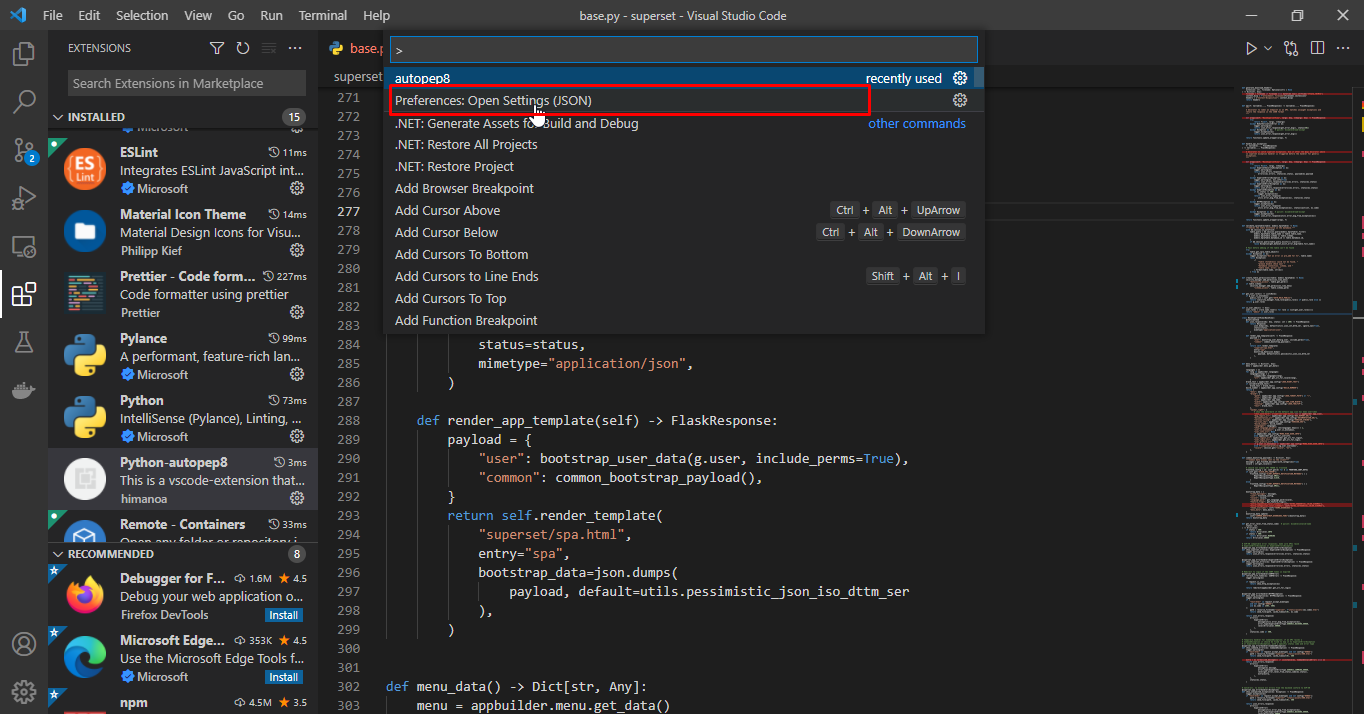 File Edit Selection View Go Run Terminal Help base.py - superset - Visual Studio Code
EXTENSIONS
Search Extensions in Marketplace
INSTALLED 15
Microsoft
ESLint 11ms
Integrates ESLint JavaScript int...
Microsoft
Material Icon Theme 14ms
Material Design Icons for Visu...
Philipp Kief
Prettier - Code form... 227ms
Code formatter using prettier
Prettier
Pylance 99ms
A performant, feature-rich lan...
Microsoft
Python 73ms
IntelliSense (Pylance), Linting, ...
Microsoft
Python-autopep8 3ms
This is a vscode-extension that...
himanoa
Remote - Containers 33ms
Open any folder or repository i...
RECOMMENDED 8
Debugger for F... 1.6M 4.5
Debug your web application o...
Firefox DevTools Install
Microsoft Edge... 353K 4.5
Use the Microsoft Edge Tools f...
Microsoft Install
npm 4.5M 3.5
2
ES
Lint
base.p
superset
>
autopep8 recently used
Preferences: Open Settings (JSON)
.NET: Generate Assets for Build and Debug other commands
.NET: Restore All Projects
.NET: Restore Project
Add Browser Breakpoint
Add Cursor Above Ctrl + Alt + UpArrow
Add Cursor Below Ctrl + Alt + DownArrow
Add Cursors To Bottom
Add Cursors to Line Ends Shift + Alt + I
Add Cursors To Top
Add Function Breakpoint
271
272
273
274
275
276
277
278
279
280
281
282
283
284 status=status,
285 mimetype="application/json",
286 )
287
288 def render_app_template(self) -> FlaskResponse:
289 payload = {
290 "user": bootstrap_user_data(g.user, include_perms=True),
291 "common": common_bootstrap_payload(),
292 }
293 return self.render_template(
294 "superset/spa.html",
295 entry="spa",
296 bootstrap_data=json.dumps(
297 payload, default=utils.pessimistic_json_iso_dttm_ser
298 ),
299 )
300
301
302 def menu_data() -> Dict[str, Any]:
303 menu = appbuilder.menu.get_data()